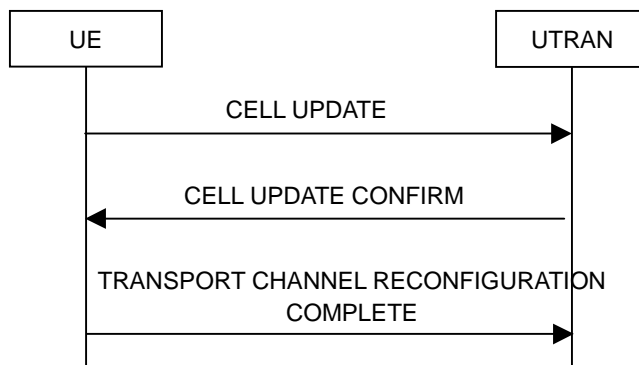 UE
UTRAN
CELL UPDATE
CELL UPDATE CONFIRM
TRANSPORT CHANNEL RECONFIGURATION
COMPLETE